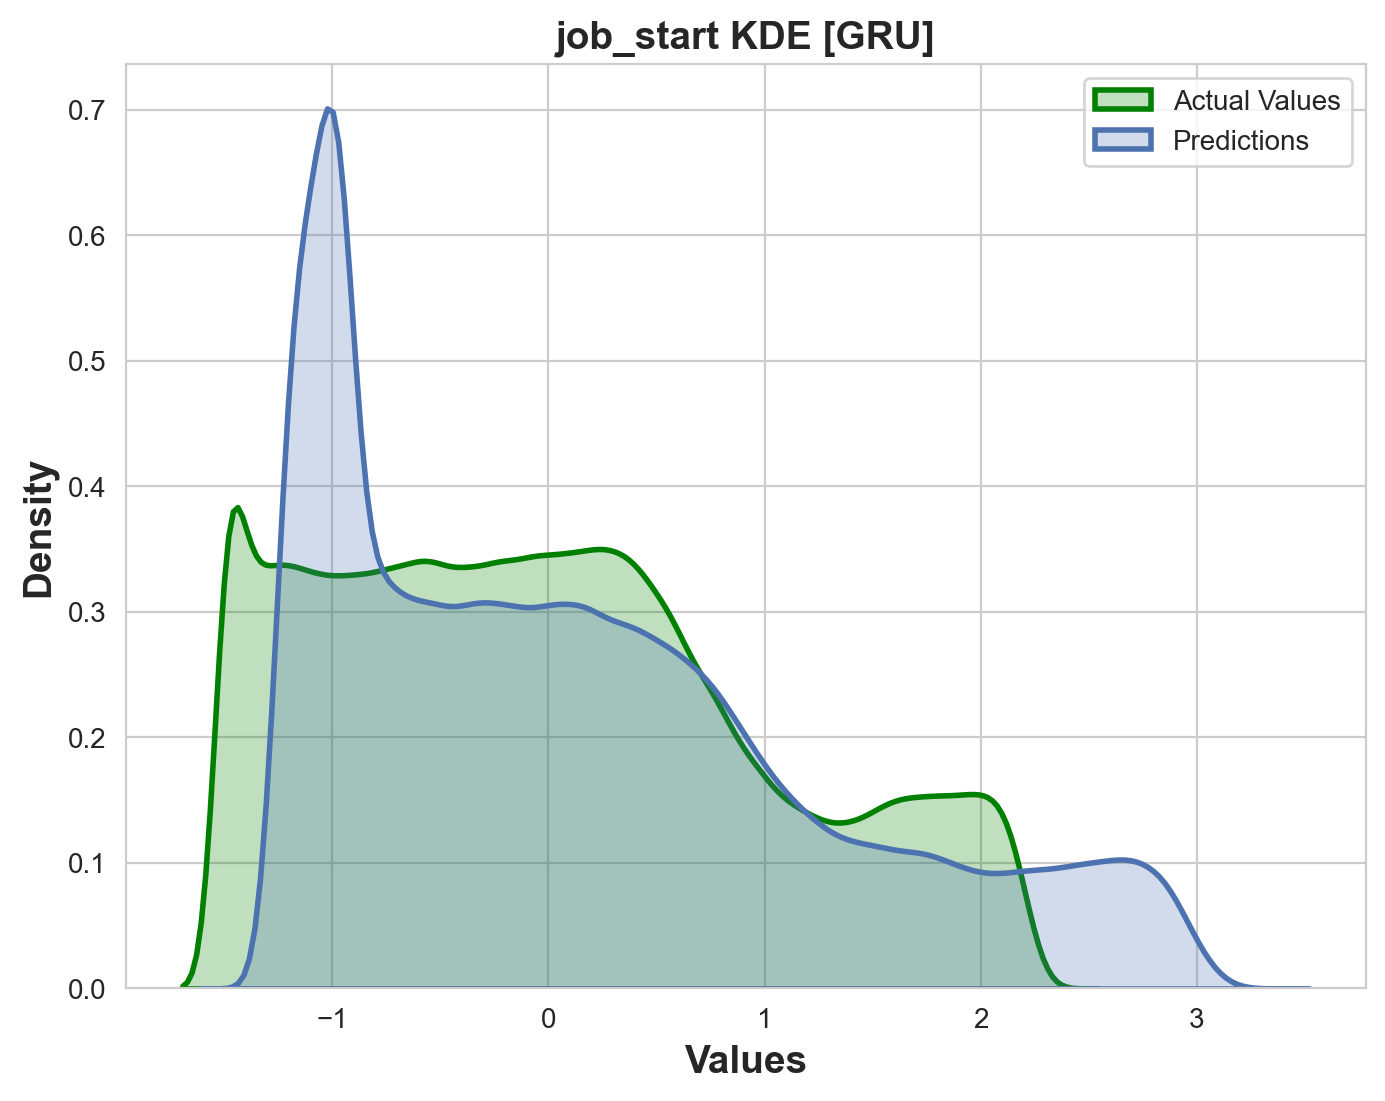 job_start KDE [GRU]
Actual Values
Predictions
0.7
0.6
0.5
0.4
0.3
0.2
0.1
0.0
Density
−1 0 1 2 3
Values